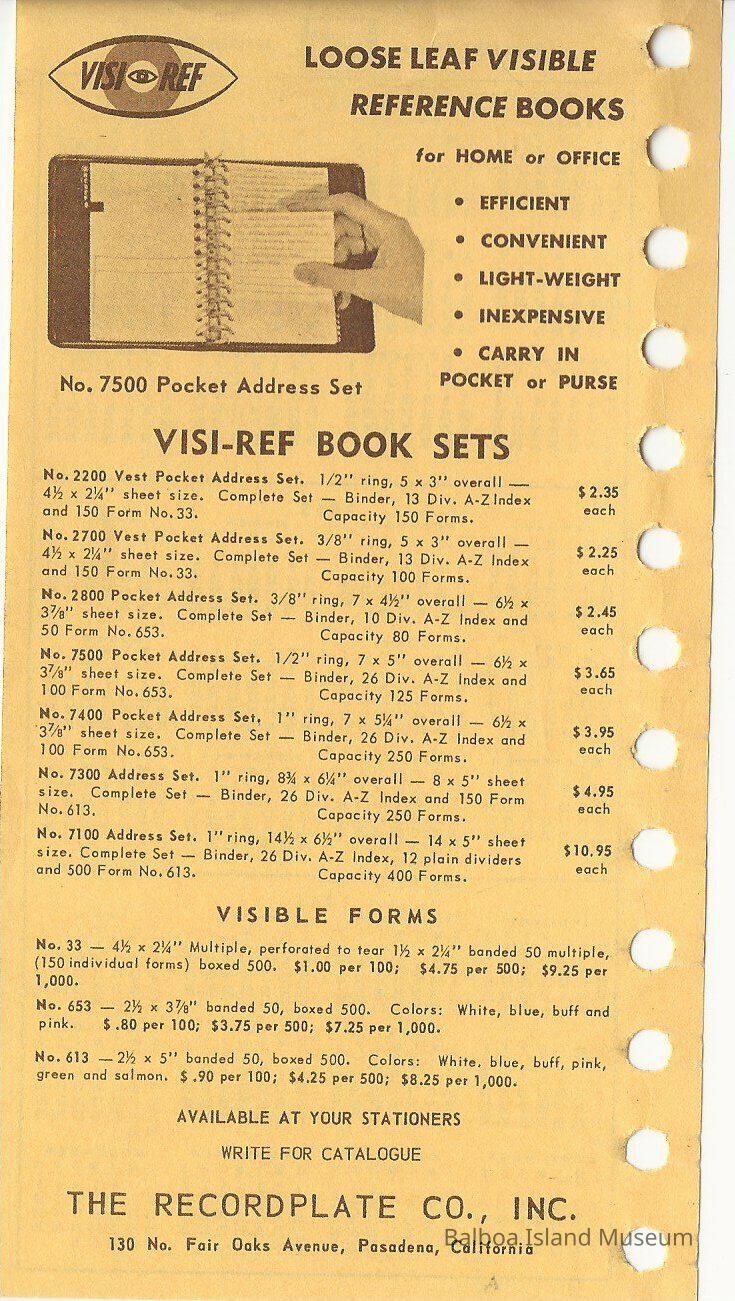 VISI REF
LOOSE LEAF VISIBLE
REFERENCE BOOKS
for HOME or OFFICE
• EFFICIENT
• CONVENIENT
• LIGHT-WEIGHT
• INEXPENSIVE
• CARRY IN
POCKET or PURSE
No. 7500 Pocket Address Set
VISI-REF BOOK SETS
No. 2200 Vest Pocket Address Set. 1/2" ring, 5 x 3" overall —
4½ x 2¼" sheet size. Complete Set — Binder, 13 Div. A-Z Index
and 150 Form No. 33. Capacity 150 Forms.
$2.35
each
No. 2700 Vest Pocket Address Set. 3/8" ring, 5 x 3" overall —
4½ x 2¼" sheet size. Complete Set — Binder, 13 Div. A-Z Index
and 150 Form No. 33. Capacity 100 Forms.
$2.25
each
No. 2800 Pocket Address Set. 3/8" ring, 7 x 4½" overall — 6½ x
3⅞" sheet size. Complete Set — Binder, 10 Div. A-Z Index and
50 Form No. 653. Capacity 80 Forms.
$2.45
each
No. 7500 Pocket Address Set. 1/2" ring, 7 x 5" overall — 6½ x
3⅞" sheet size. Complete Set — Binder, 26 Div. A-Z Index and
100 Form No. 653. Capacity 125 Forms.
$3.65
each
No. 7400 Pocket Address Set. 1" ring, 7 x 5¼" overall — 6½ x
3⅞" sheet size. Complete Set — Binder, 26 Div. A-Z Index and
100 Form No. 653. Capacity 250 Forms.
$3.95
each
No. 7300 Address Set. 1" ring, 8¾ x 6¼" overall — 8 x 5" sheet
size. Complete Set — Binder, 26 Div. A-Z Index and 150 Form
No. 613. Capacity 250 Forms.
$4.95
each
No. 7100 Address Set. 1" ring, 14½ x 6½" overall — 14 x 5" sheet
size. Complete Set — Binder, 26 Div. A-Z Index, 12 plain dividers
and 500 Form No. 613. Capacity 400 Forms.
$10.95
each
VISIBLE FORMS
No. 33 — 4½ x 2¼" Multiple, perforated to tear 1½ x 2¼" banded 50 multiple,
(150 individual forms) boxed 500. $1.00 per 100; $4.75 per 500; $9.25 per
1,000.
No. 653 — 2½ x 3⅞" banded 50, boxed 500. Colors: White, blue, buff and
pink. $.80 per 100; $3.75 per 500; $7.25 per 1,000.
No. 613 — 2½ x 5" banded 50, boxed 500. Colors: White, blue, buff, pink,
green and salmon. $.90 per 100; $4.25 per 500; $8.25 per 1,000.
AVAILABLE AT YOUR STATIONERS
WRITE FOR CATALOGUE
THE RECORDPLATE CO., INC.
130 No. Fair Oaks Avenue, Pasadena, California
Balboa Island Museum